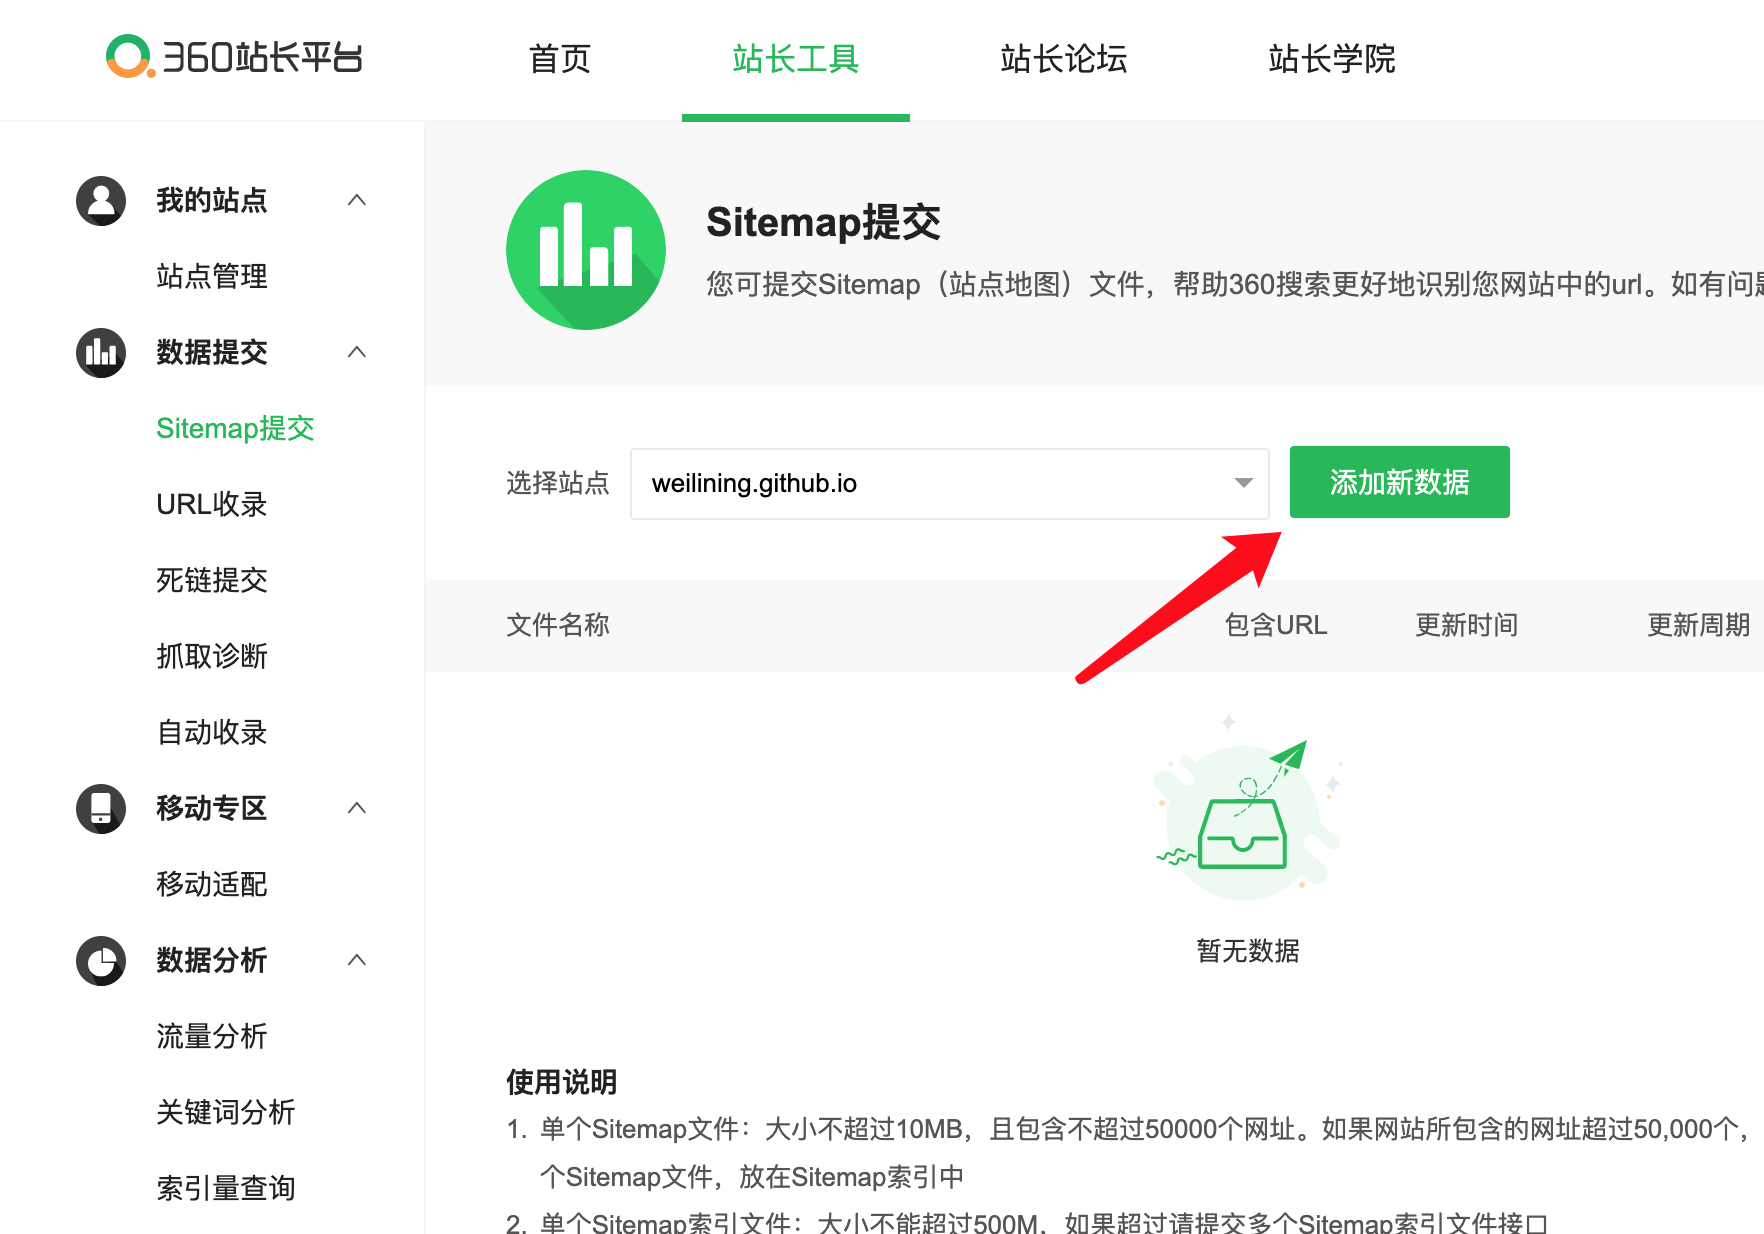 360站长平台 首页 站长工具 站长论坛 站长学院
我的站点
站点管理
数据提交
Sitemap提交
URL收录
死链提交
抓取诊断
自动收录
移动专区
移动适配
数据分析
流量分析
关键词分析
索引量查询
Sitemap提交
您可提交Sitemap（站点地图）文件，帮助360搜索更好地识别您网站中的url。如有问题
选择站点 weilining.github.io 添加新数据
文件名称 包含URL 更新时间 更新周期
暂无数据
使用说明
1. 单个Sitemap文件：大小不超过10MB，且包含不超过50000个网址。如果网站所包含的网址超过50,000个，
个Sitemap文件，放在Sitemap索引中
2. 单个Sitemap索引文件：大小不能超过500M，如果超过请提交多个Sitemap索引文件接口